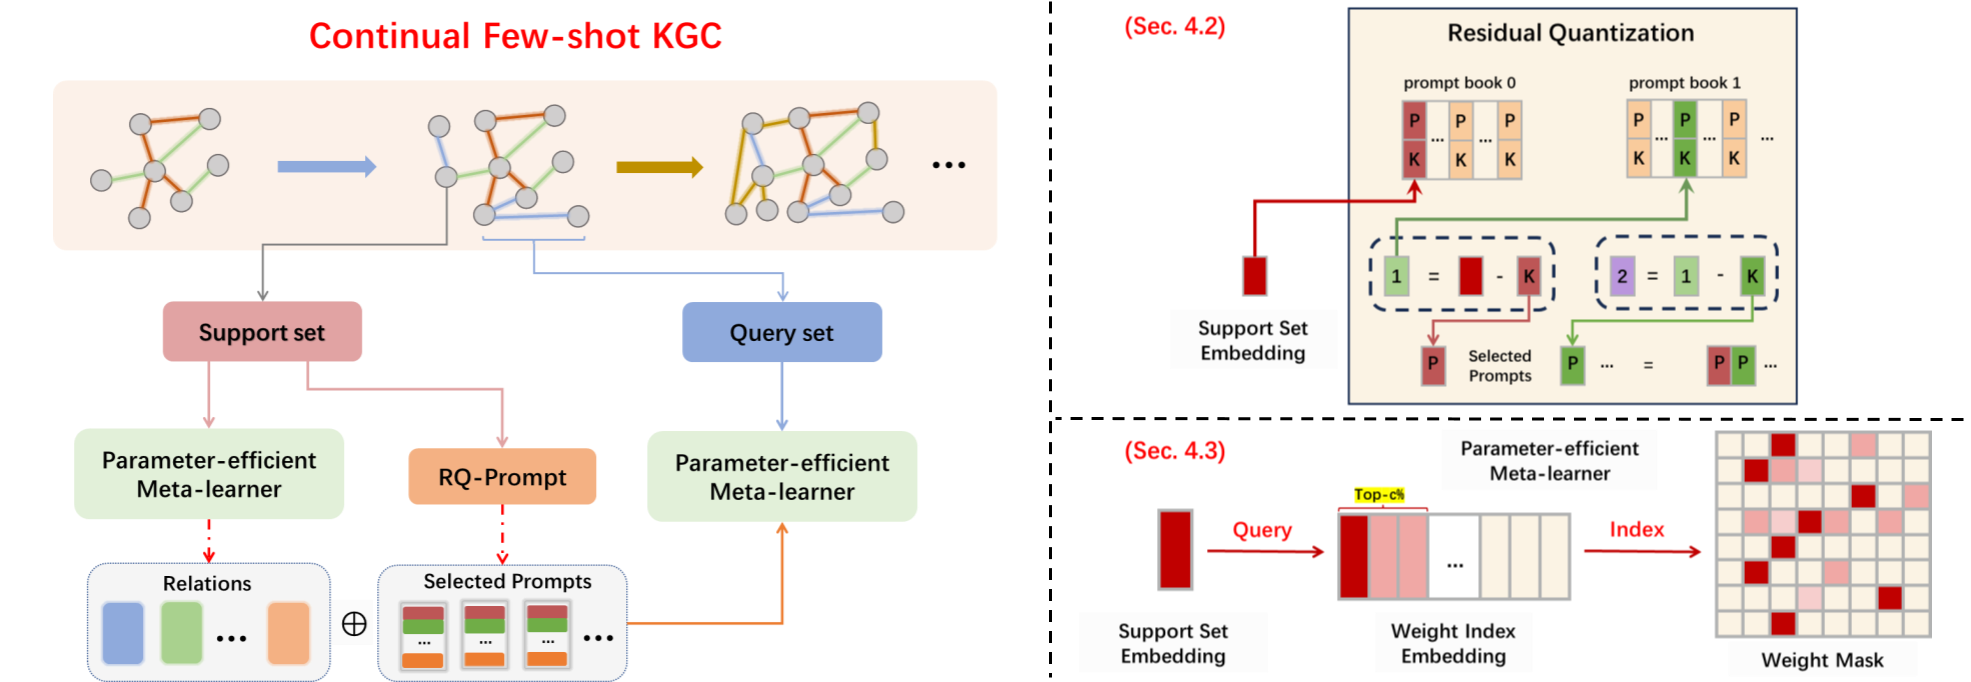 Continual Few-shot KGC
...
Support set
Query set
Parameter-efficient
Meta-learner
RQ-Prompt
Parameter-efficient
Meta-learner
Relations
...
⊕
Selected Prompts
... ... ... ...
(Sec. 4.2)
Residual Quantization
prompt book 0
prompt book 1
P ... P ... P
K K K
P ... P ... P ...
K K K
1 = - K
2 = 1 - K
Support Set
Embedding
P
Selected
Prompts
P ... = P P ...
(Sec. 4.3)
Parameter-efficient
Meta-learner
Top-c%
Query
...
Index
Support Set
Embedding
Weight Index
Embedding
Weight Mask